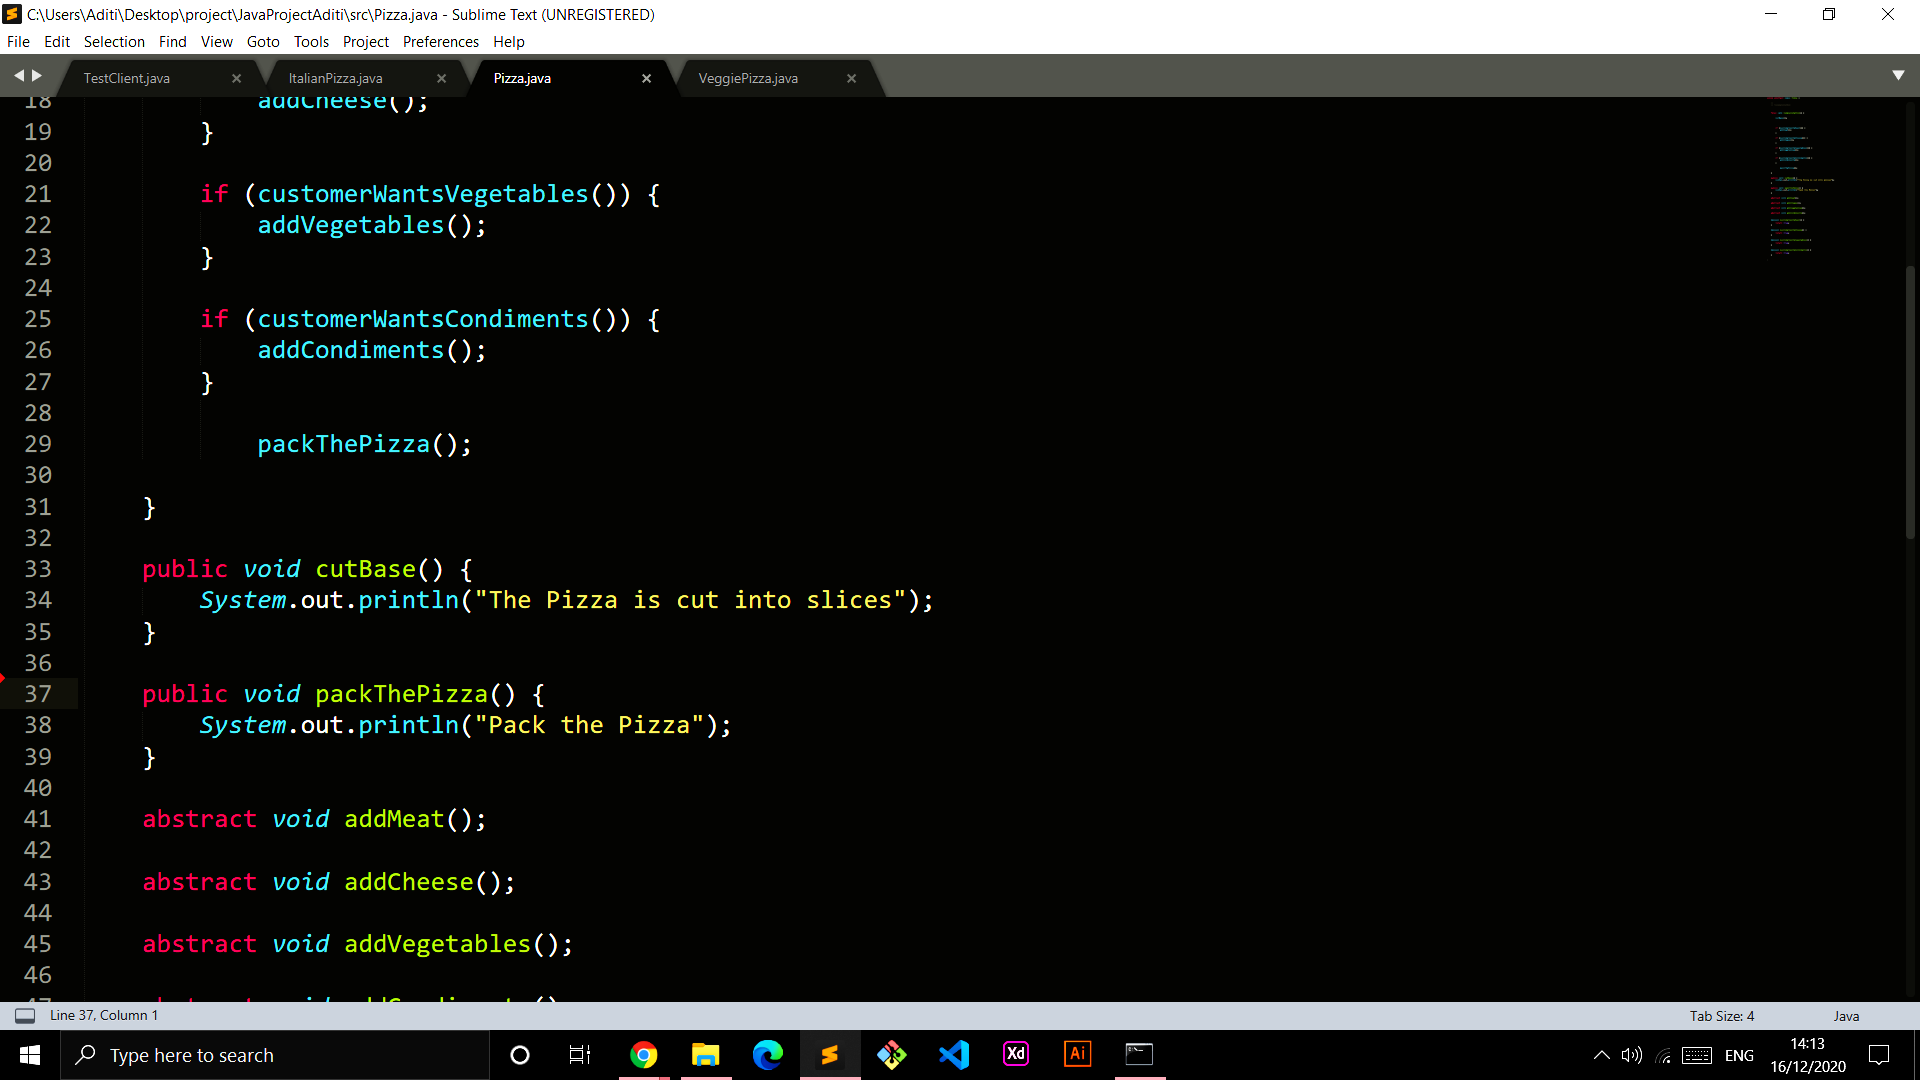 C:\Users\Aditi\Desktop\project\JavaProjectAditi\src\Pizza.java - Sublime Text (UNREGISTERED)
File Edit Selection Find View Goto Tools Project Preferences Help
TestClient.java ItalianPizza.java Pizza.java VeggiePizza.java
18 addCheese();
19 }
20
21 if (customerWantsVegetables()) {
22 addVegetables();
23 }
24
25 if (customerWantsCondiments()) {
26 addCondiments();
27 }
28
29 packThePizza();
30
31 }
32
33 public void cutBase() {
34 System.out.println("The Pizza is cut into slices");
35 }
36
37 public void packThePizza() {
38 System.out.println("Pack the Pizza");
39 }
40
41 abstract void addMeat();
42
43 abstract void addCheese();
44
45 abstract void addVegetables();
46
Line 37, Column 1 Tab Size: 4 Java
Type here to search Xd Ai ENG 14:13
16/12/2020